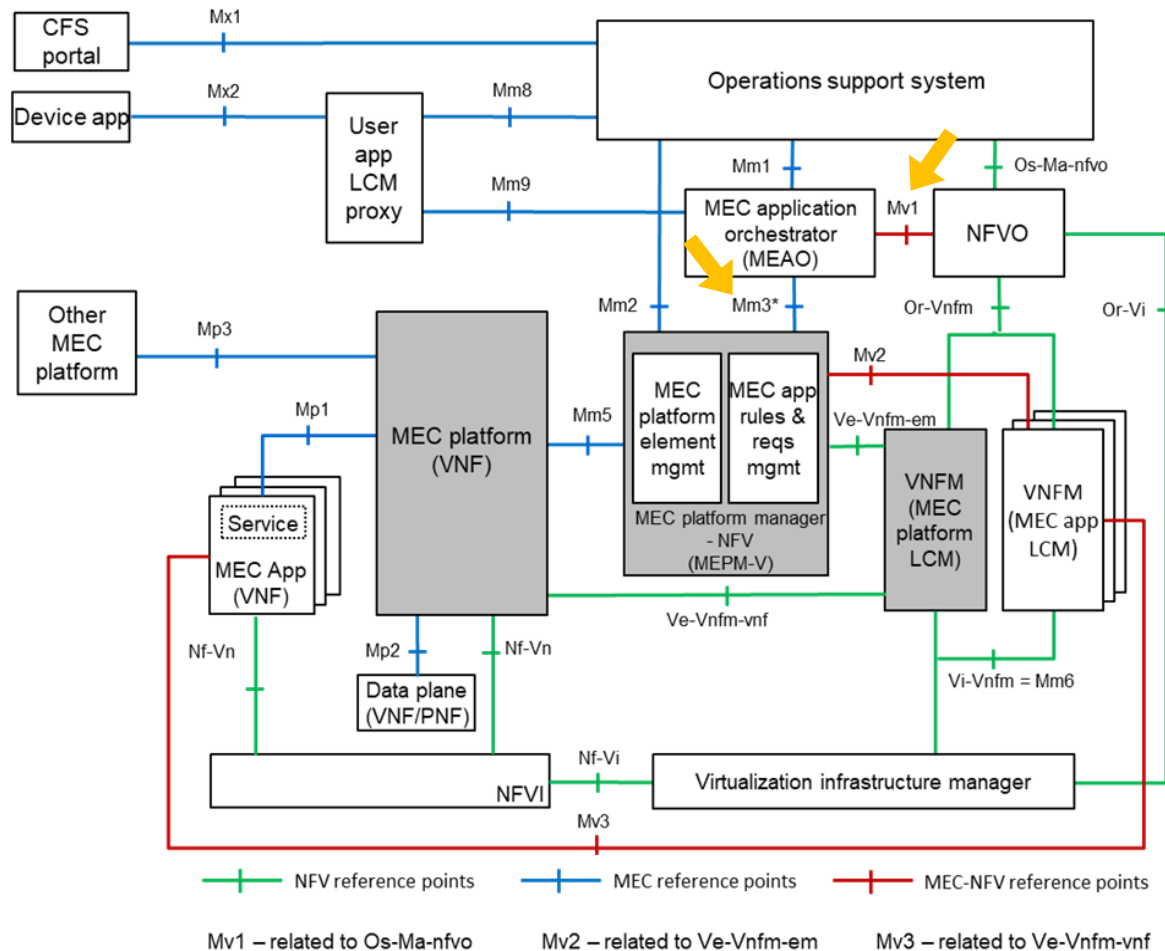 CFS
portal
Mx1
Operations support system
Device app
Mx2
User
app
LCM
proxy
Mm8
Mm9
Mm1
Os-Ma-nfvo
MEC application
orchestrator
(MEAO)
Mv1
NFVO
Other
MEC
platform
Mp3
Mm2
Mm3*
Or-Vnfm
Or-Vi
MEC platform
(VNF)
Mp1
Mm5
MEC
platform
element
mgmt
MEC app
rules &
reqs
mgmt
MEC platform manager
- NFV
(MEPM-V)
Mv2
Ve-Vnfm-em
VNFM
(MEC
platform
LCM)
VNFM
(MEC app
LCM)
Service
MEC App
(VNF)
Ve-Vnfm-vnf
Nf-Vn
Mp2
Nf-Vn
Vi-Vnfm = Mm6
Data plane
(VNF/PNF)
NFVI
Nf-Vi
Virtualization infrastructure manager
Mv3
NFV reference points
MEC reference points
MEC-NFV reference points
Mv1 – related to Os-Ma-nfvo
Mv2 – related to Ve-Vnfm-em
Mv3 – related to Ve-Vnfm-vnf